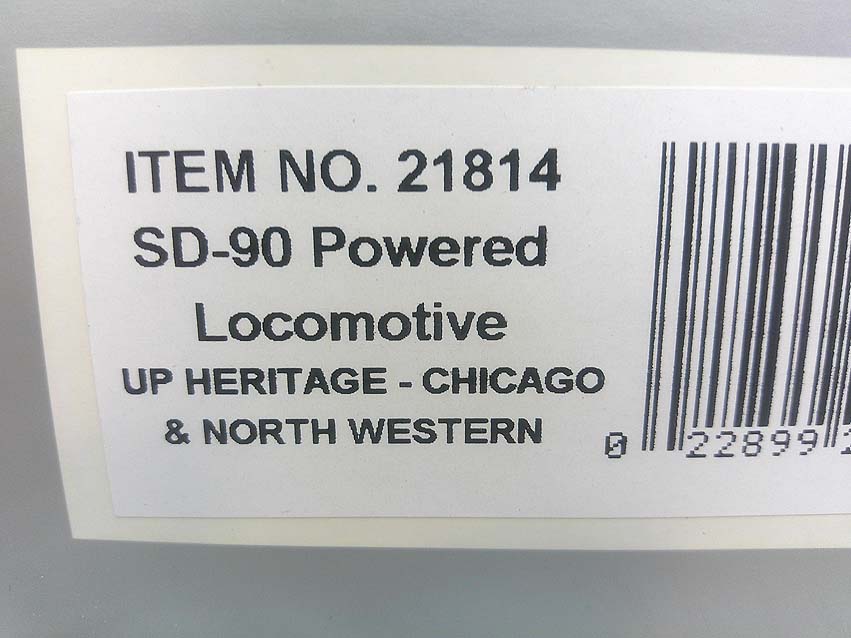 ITEM NO. 21814
SD-90 Powered
Locomotive
UP HERITAGE - CHICAGO
& NORTH WESTERN
0 22899